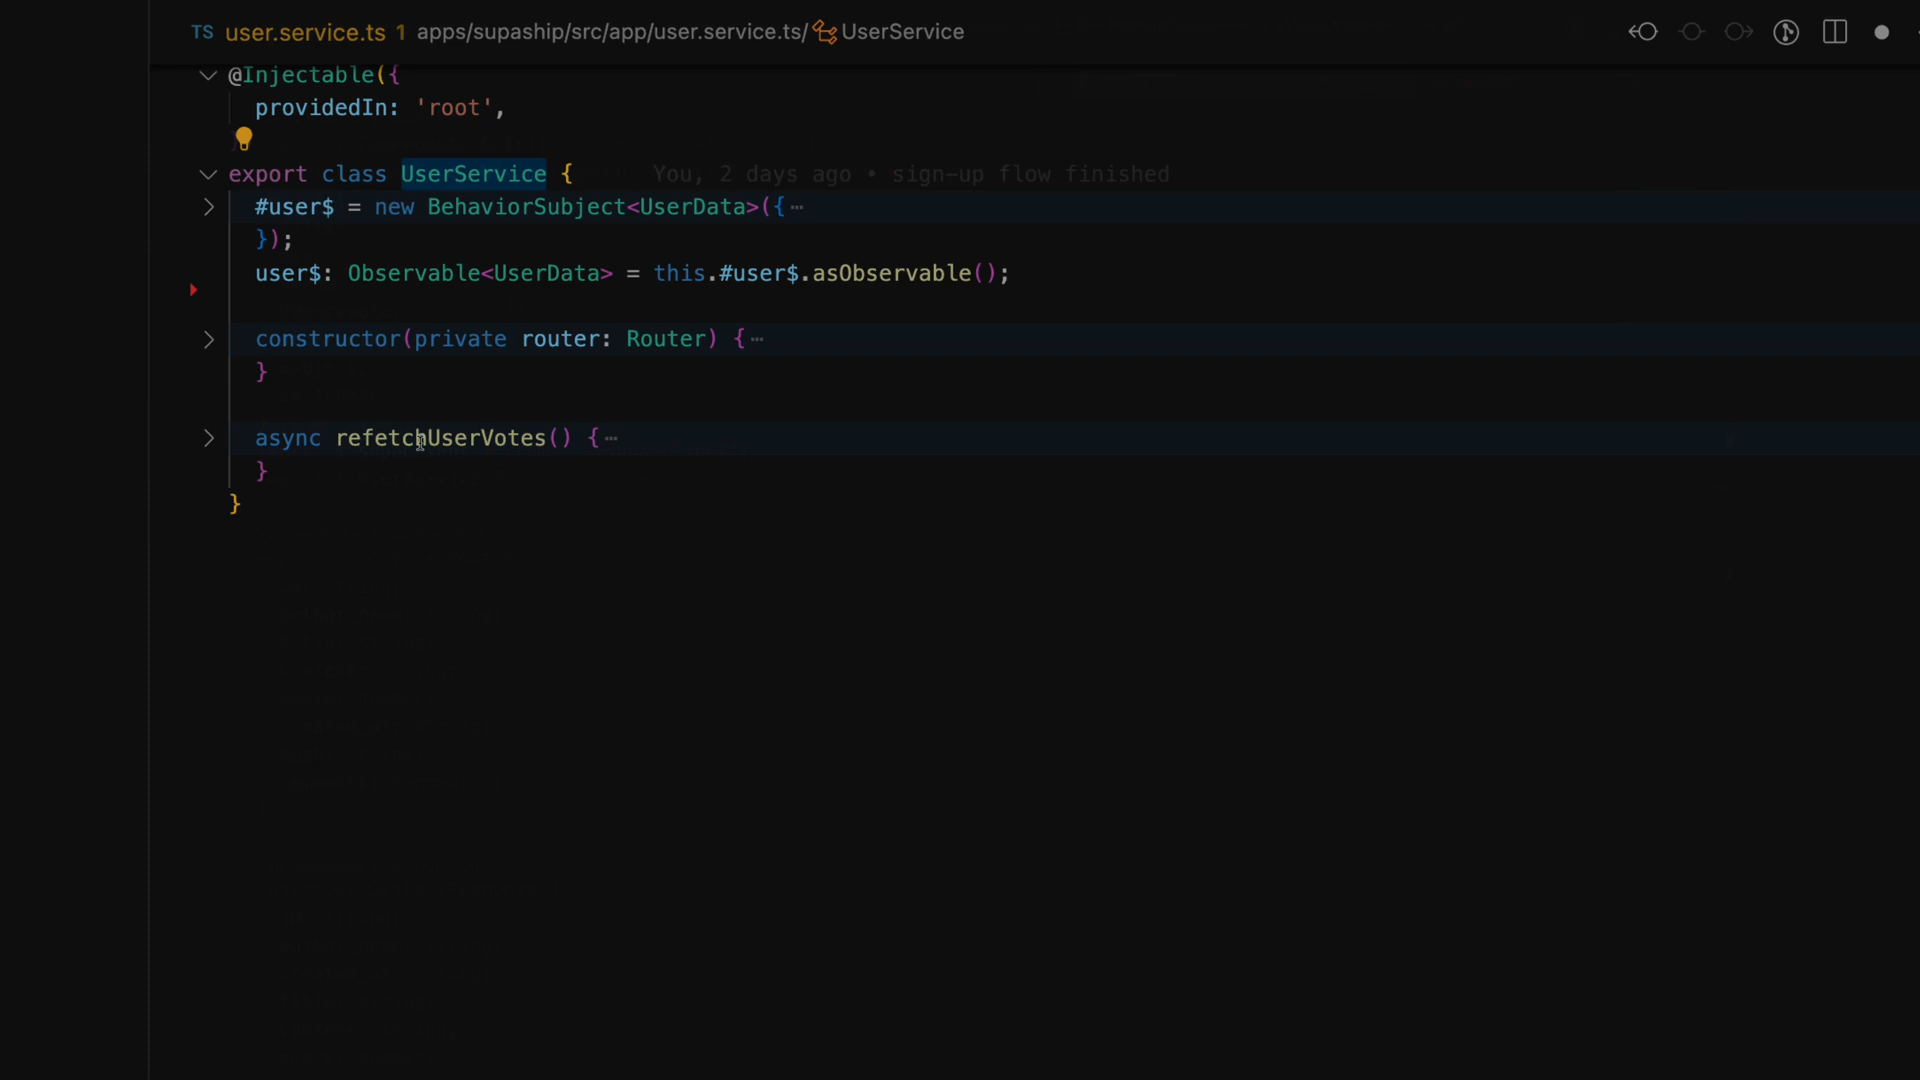 TS user.service.ts 1 apps/supaship/src/app/user.service.ts/ UserService
@Injectable({
providedIn: 'root',
export class UserService { You, 2 days ago • sign-up flow finished
#user$ = new BehaviorSubject<UserData>({ ⋯
});
user$: Observable<UserData> = this.#user$.asObservable();
constructor(private router: Router) { ⋯
}
async refetchUserVotes() { ⋯
}
}